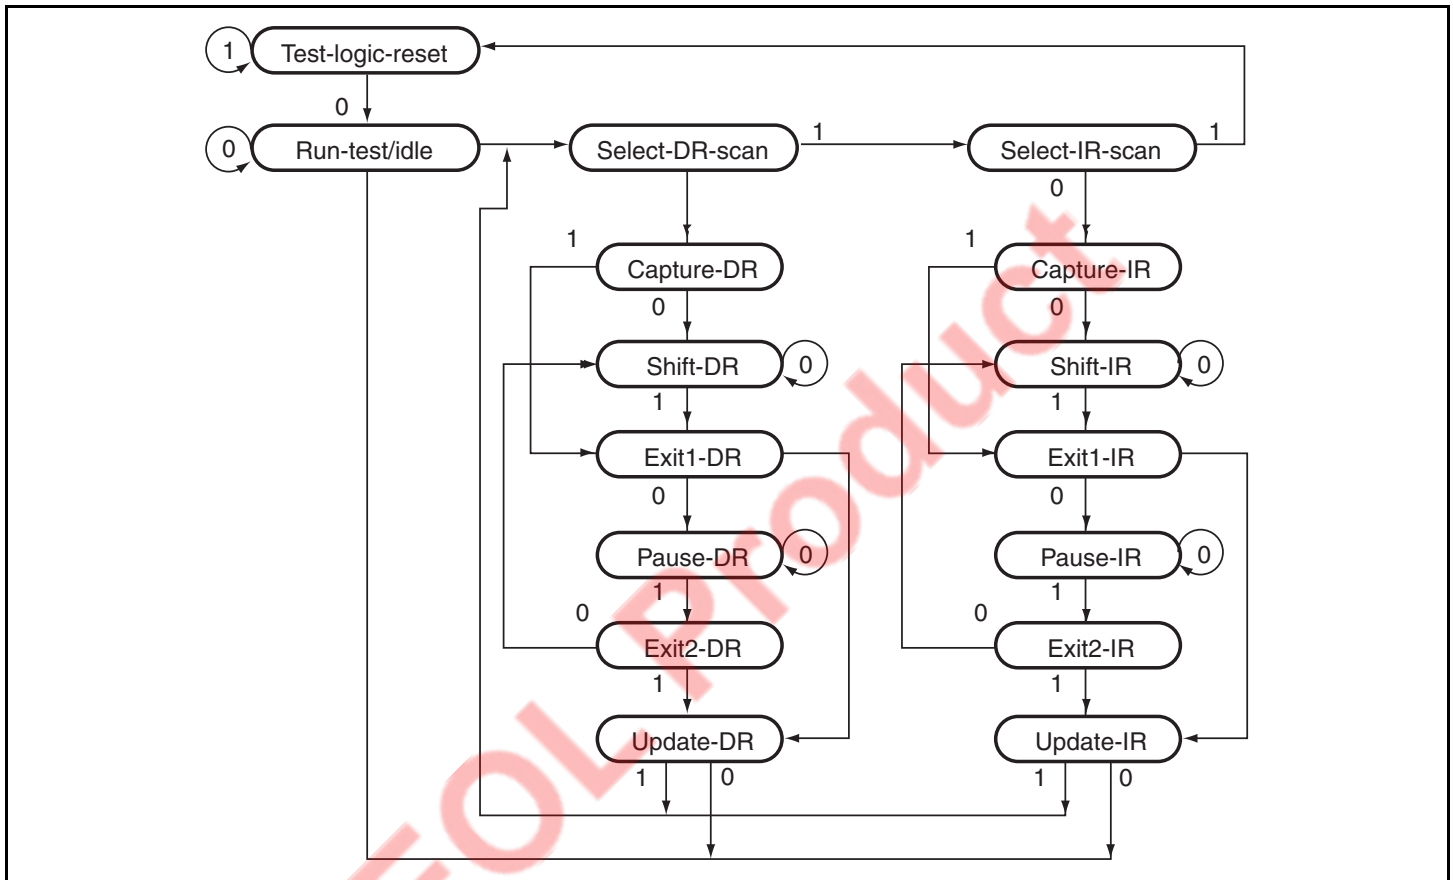 1
Test-logic-reset
0
0
Run-test/idle
Select-DR-scan
1
Select-IR-scan
1
0
1
Capture-DR
0
1
Capture-IR
0
Shift-DR
0
1
Shift-IR
0
1
Exit1-DR
0
Exit1-IR
0
Pause-DR
0
1
Pause-IR
0
1
0
Exit2-DR
1
0
Exit2-IR
1
Update-DR
1
0
Update-IR
1
0
EOL Product